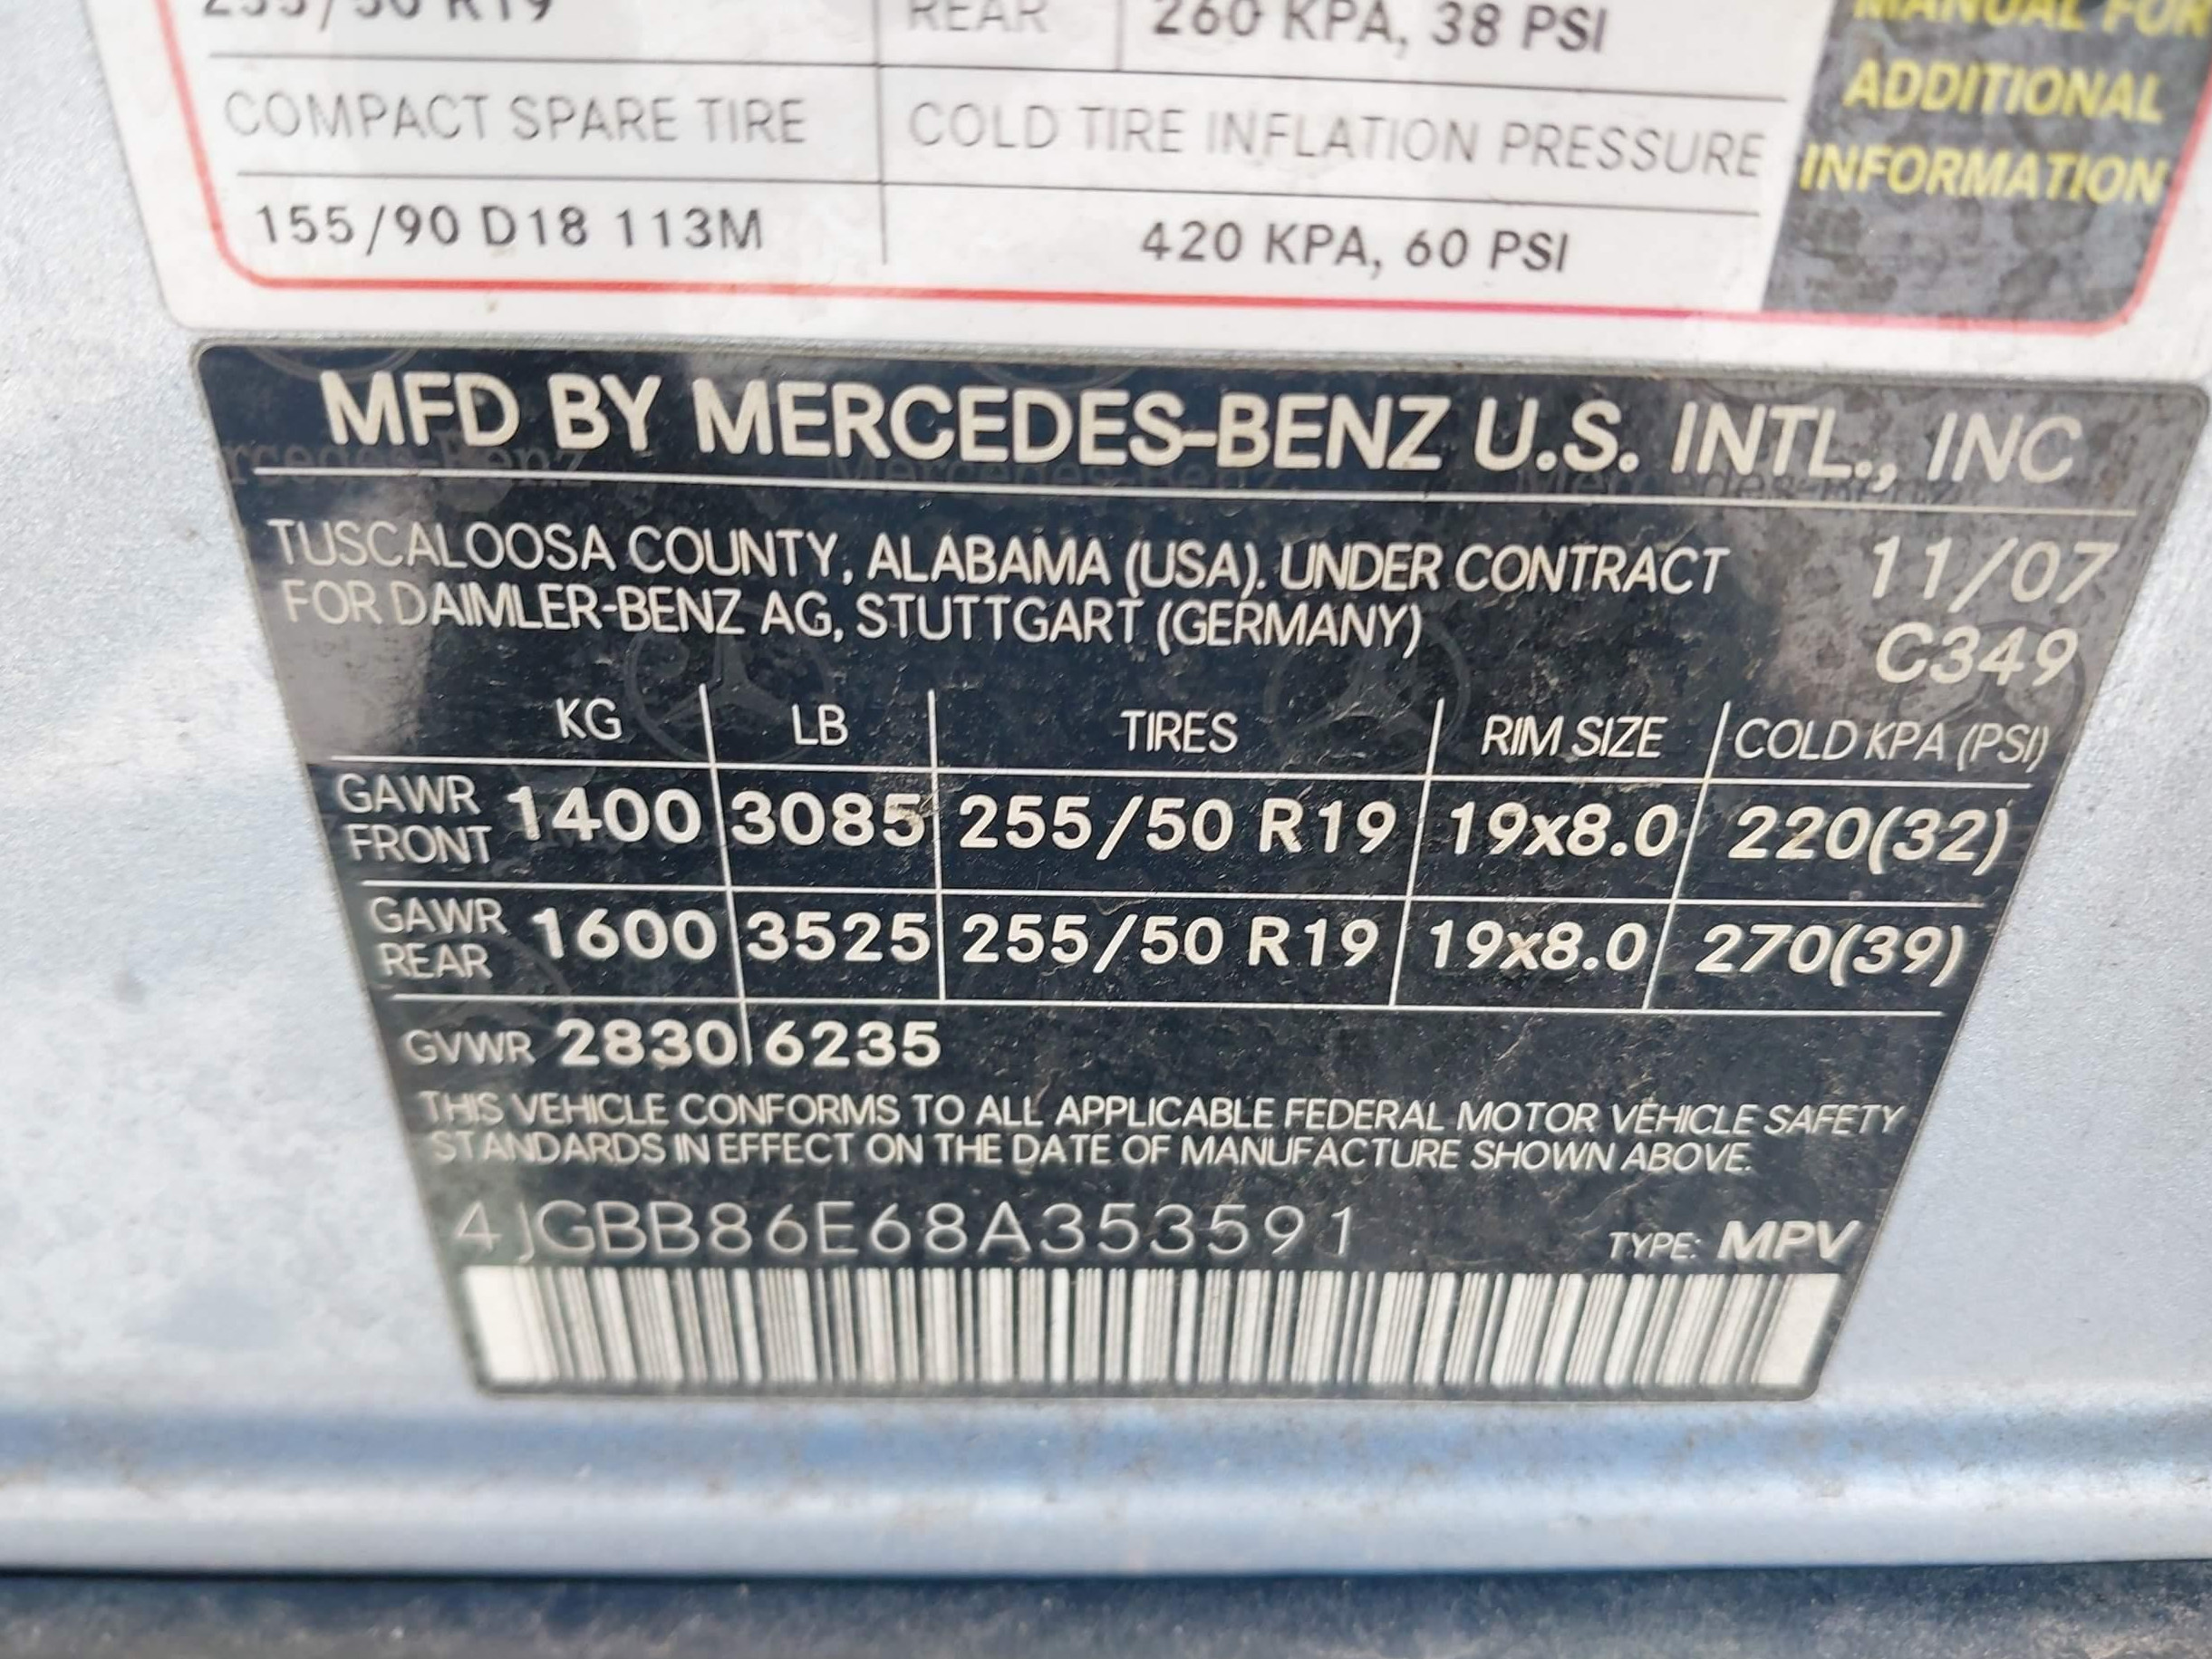 255/50 R19 REAR 260 KPA, 38 PSI
MANUAL FOR
ADDITIONAL
INFORMATION
COMPACT SPARE TIRE COLD TIRE INFLATION PRESSURE
155/90 D18 113M 420 KPA, 60 PSI
MFD BY MERCEDES-BENZ U.S. INTL., INC
TUSCALOOSA COUNTY, ALABAMA (USA). UNDER CONTRACT 11/07
FOR DAIMLER-BENZ AG, STUTTGART (GERMANY) C349
KG LB TIRES RIM SIZE COLD KPA (PSI)
GAWR FRONT 1400 3085 255/50 R19 19x8.0 220(32)
GAWR REAR 1600 3525 255/50 R19 19x8.0 270(39)
GVWR 2830 6235
THIS VEHICLE CONFORMS TO ALL APPLICABLE FEDERAL MOTOR VEHICLE SAFETY
STANDARDS IN EFFECT ON THE DATE OF MANUFACTURE SHOWN ABOVE.
4JGBB86E68A353591 TYPE: MPV